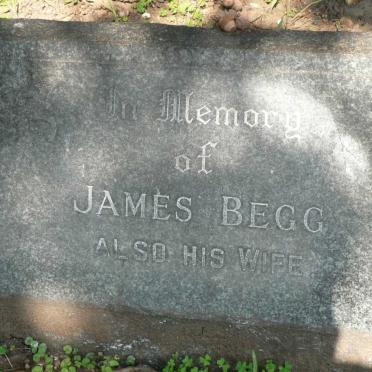 In Memory
of
JAMES BEGG
ALSO HIS WIFE